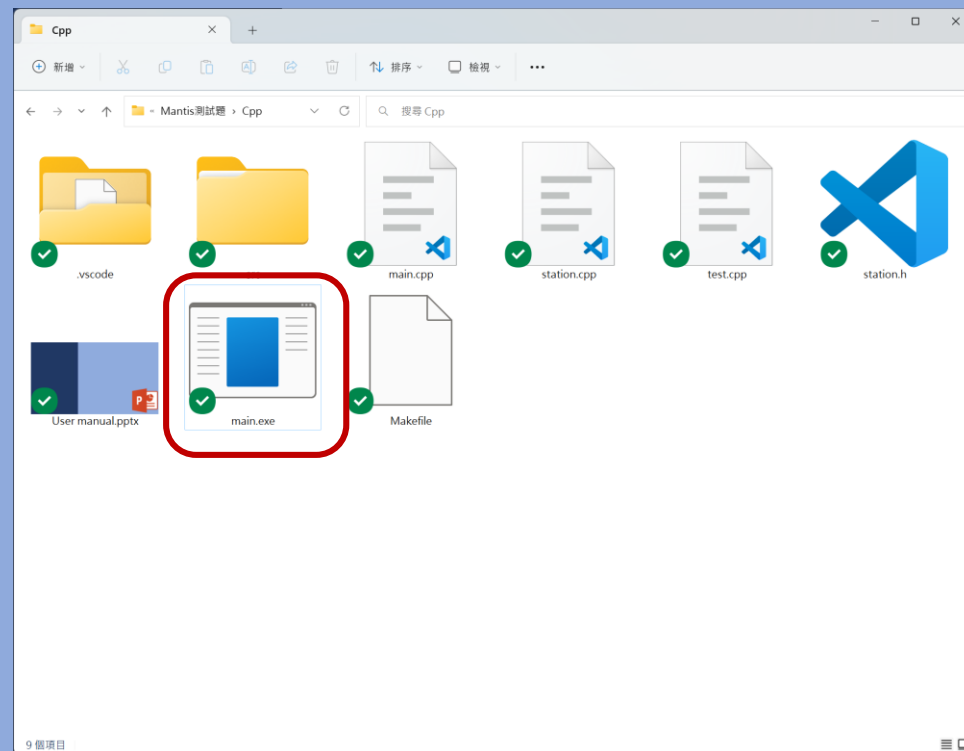 Cpp
新增
排序
檢視
Mantis測試題 › Cpp
搜尋 Cpp
.vscode
main.cpp
station.cpp
test.cpp
station.h
User manual.pptx
main.exe
Makefile
9 個項目